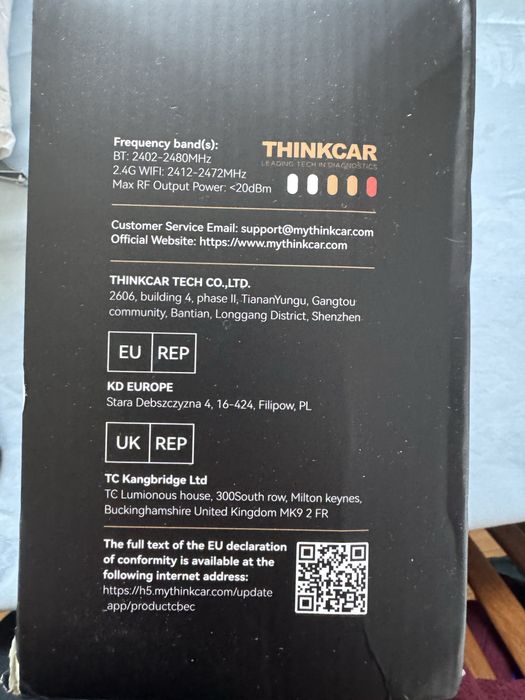 Frequency band(s):
BT: 2402-2480MHz
2.4G WIFI: 2412-2472MHz
Max RF Output Power: <20dBm
THINKCAR
LEADING TECH IN DIAGNOSTICS
Customer Service Email: support@mythinkcar.com
Official Website: https://www.mythinkcar.com
THINKCAR TECH CO.,LTD.
2606, building 4, phase II, TiananYungu, Gangtou
community, Bantian, Longgang District, Shenzhen
EU REP
KD EUROPE
Stara Debszczyzna 4, 16-424, Filipow, PL
UK REP
TC Kangbridge Ltd
TC Lumionous house, 300South row, Milton keynes,
Buckinghamshire United Kingdom MK9 2 FR
The full text of the EU declaration
of conformity is available at the
following internet address:
https://h5.mythinkcar.com/update
_app/productcbec